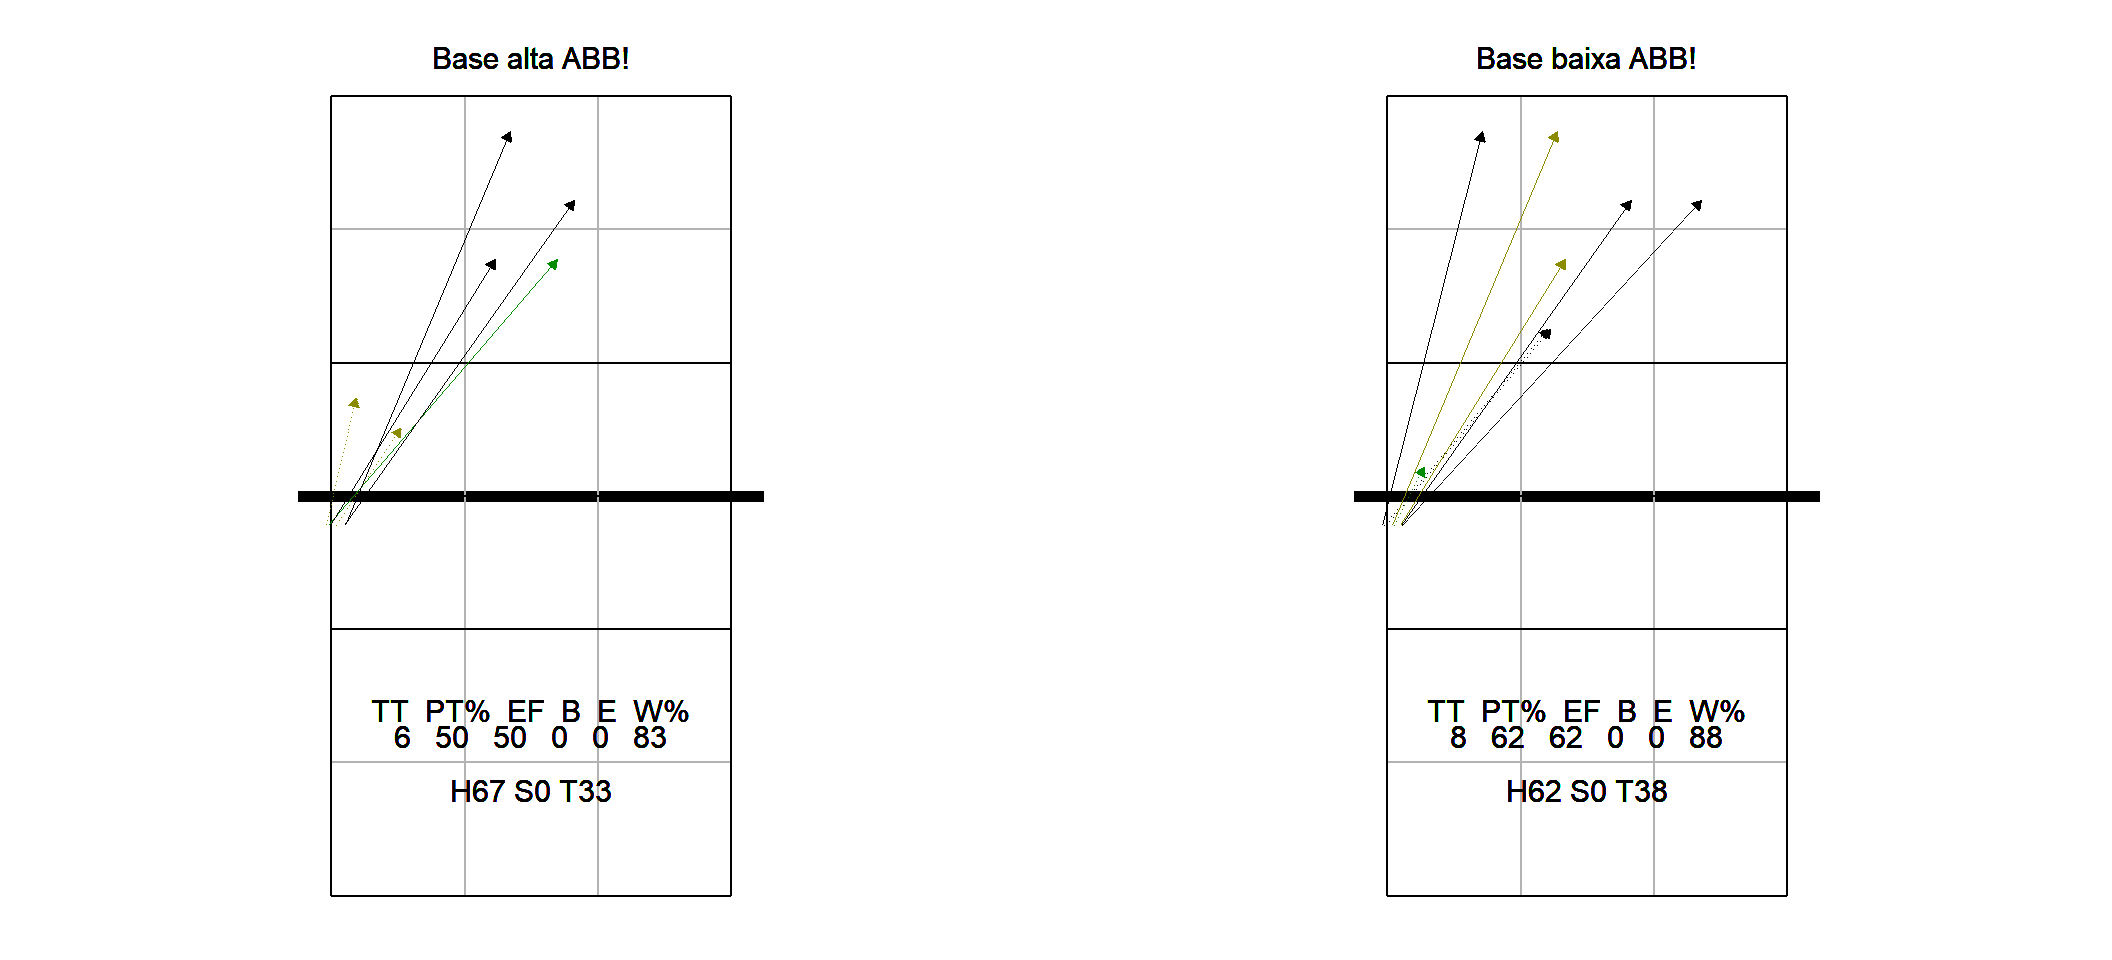 Base alta ABB!
TT PT% EF B E W%
6 50 50 0 0 83
H67 S0 T33
Base baixa ABB!
TT PT% EF B E W%
8 62 62 0 0 88
H62 S0 T38